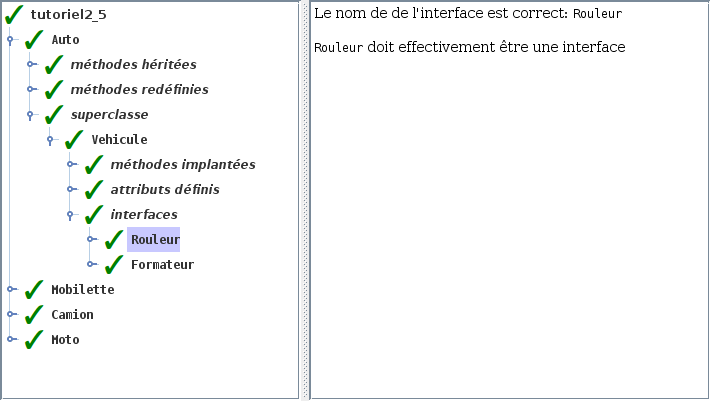 tutoriel2_5
Auto
méthodes héritées
méthodes redéfinies
superclasse
Vehicule
méthodes implantées
attributs définis
interfaces
Rouleur
Formateur
Mobilette
Camion
Moto
Le nom de de l'interface est correct: Rouleur
Rouleur doit effectivement être une interface